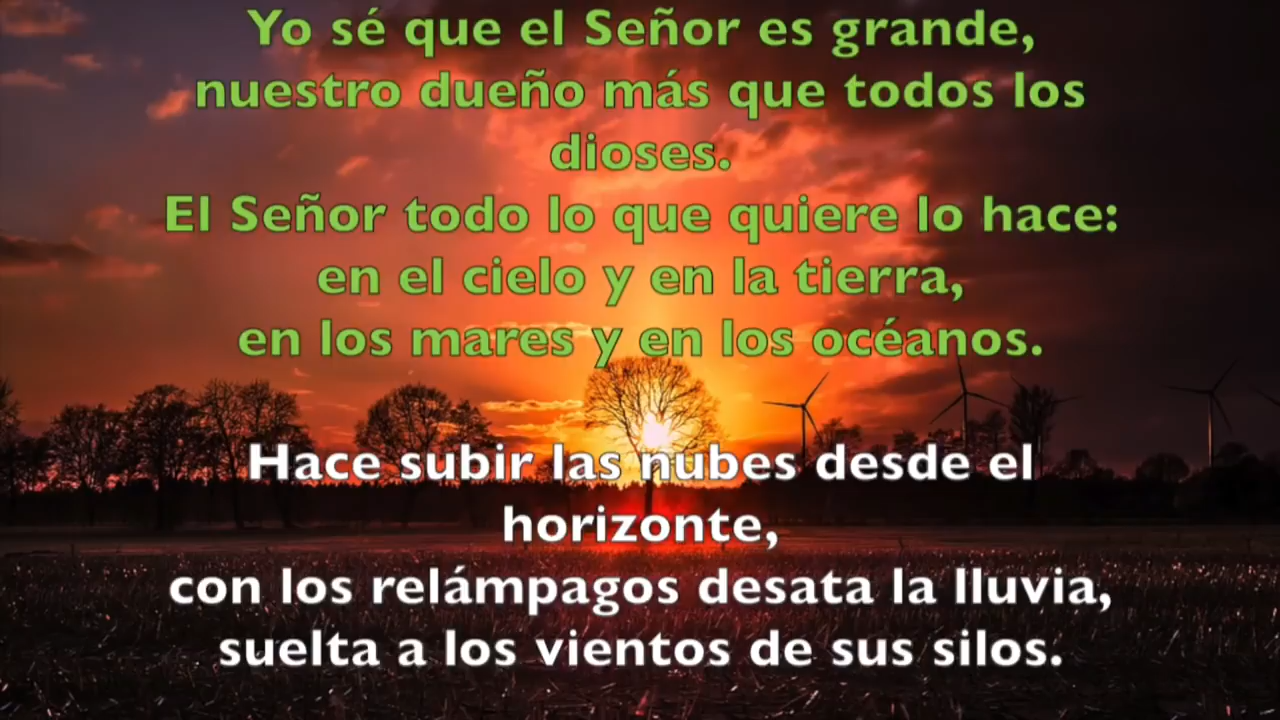 Yo sé que el Señor es grande,
nuestro dueño más que todos los
dioses.
El Señor todo lo que quiere lo hace:
en el cielo y en la tierra,
en los mares y en los océanos.
Hace subir las nubes desde el
horizonte,
con los relámpagos desata la lluvia,
suelta a los vientos de sus silos.